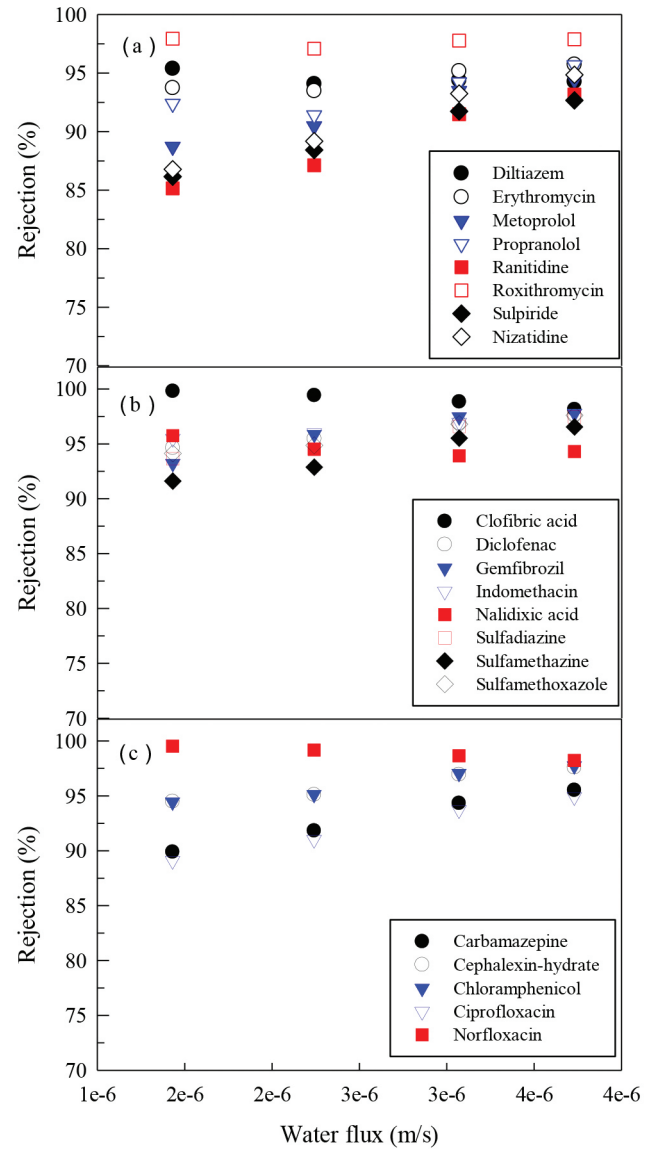 100
( a )
95
90
85
80
75
70
Rejection (%)
Diltiazem
Erythromycin
Metoprolol
Propranolol
Ranitidine
Roxithromycin
Sulpiride
Nizatidine
100
( b )
95
90
85
80
75
70
Rejection (%)
Clofibric acid
Diclofenac
Gemfibrozil
Indomethacin
Nalidixic acid
Sulfadiazine
Sulfamethazine
Sulfamethoxazole
100
( c )
95
90
85
80
75
70
Rejection (%)
Carbamazepine
Cephalexin-hydrate
Chloramphenicol
Ciprofloxacin
Norfloxacin
1e-6 2e-6 2e-6 3e-6 3e-6 4e-6 4e-6
Water flux (m/s)